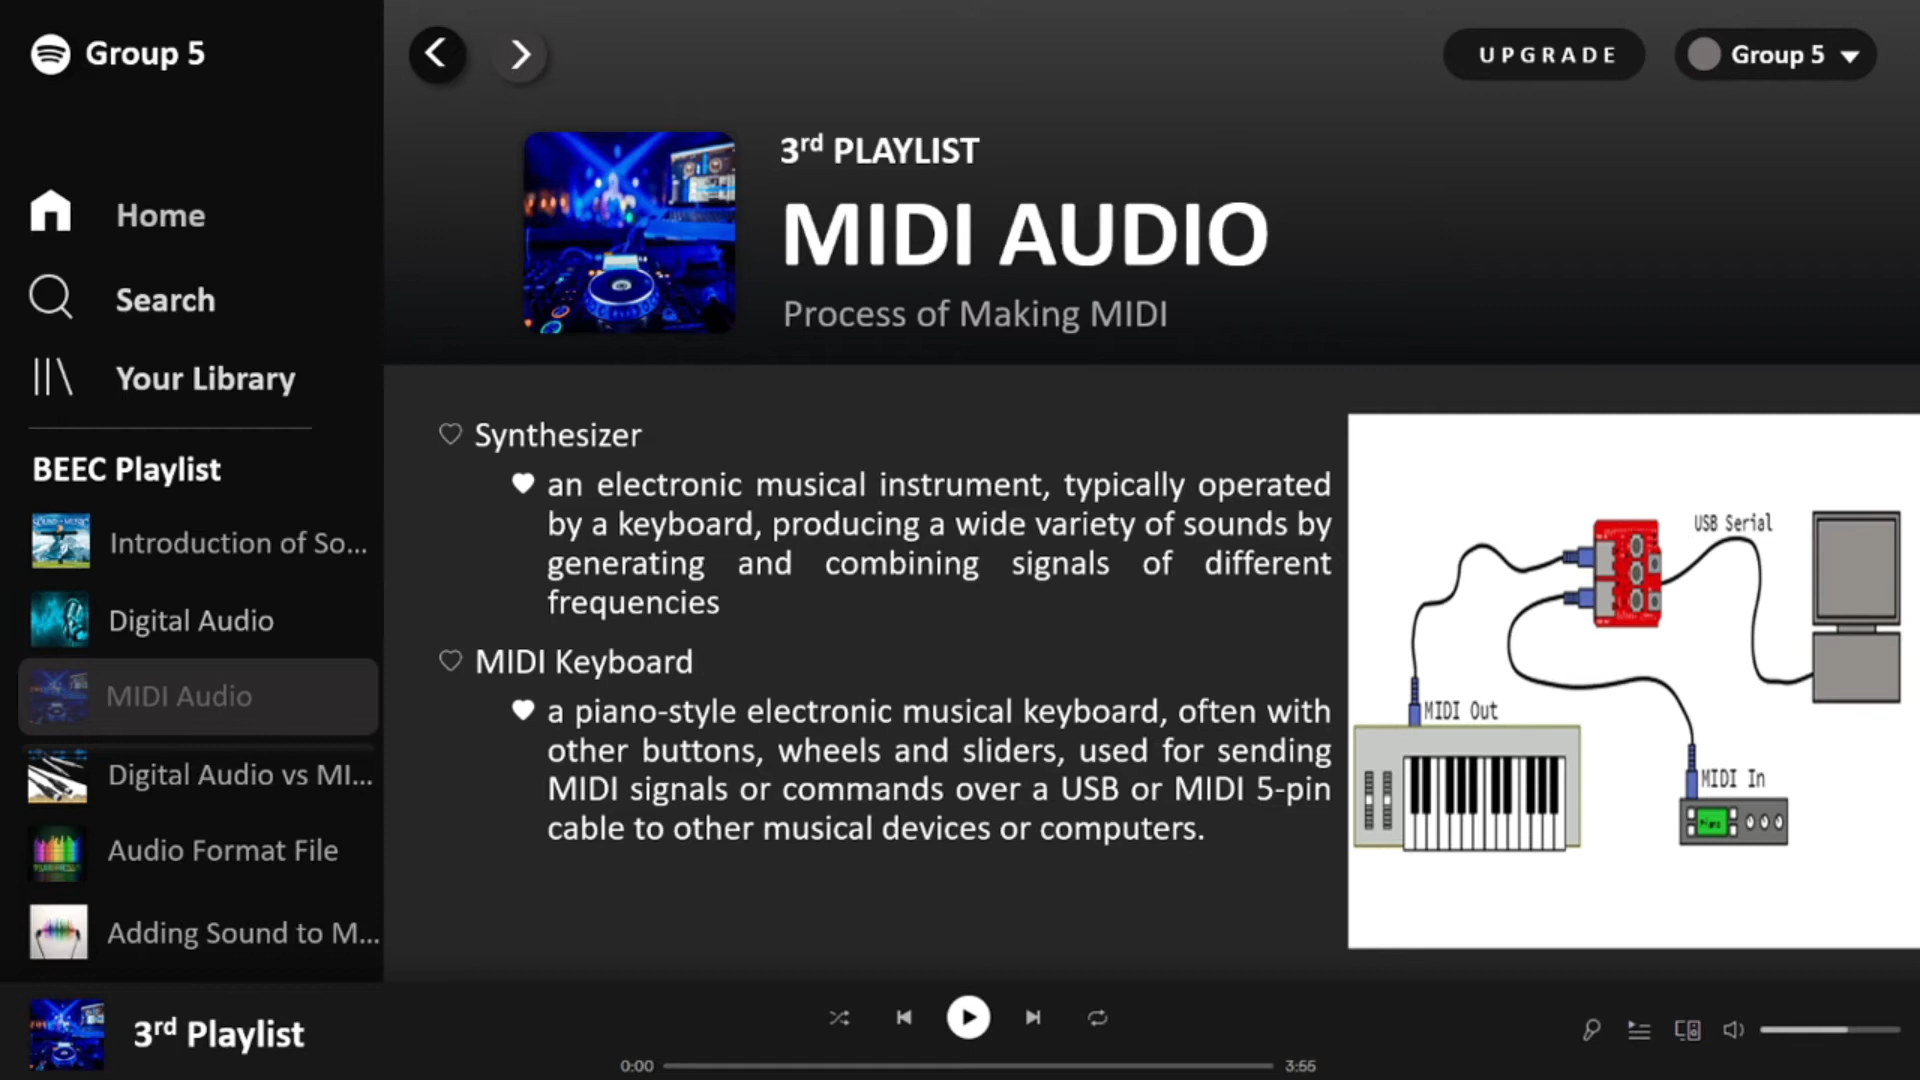 Group 5
UPGRADE
Group 5
Home
Search
Your Library
BEEC Playlist
Introduction of So...
Digital Audio
MIDI Audio
Digital Audio vs MI...
Audio Format File
Adding Sound to M...
3rd PLAYLIST
MIDI AUDIO
Process of Making MIDI
Synthesizer
an electronic musical instrument, typically operated
by a keyboard, producing a wide variety of sounds by
generating and combining signals of different
frequencies
MIDI Keyboard
a piano-style electronic musical keyboard, often with
other buttons, wheels and sliders, used for sending
MIDI signals or commands over a USB or MIDI 5-pin
cable to other musical devices or computers.
USB Serial
MIDI Out
MIDI In
Piano
3rd Playlist
0:00
3:55